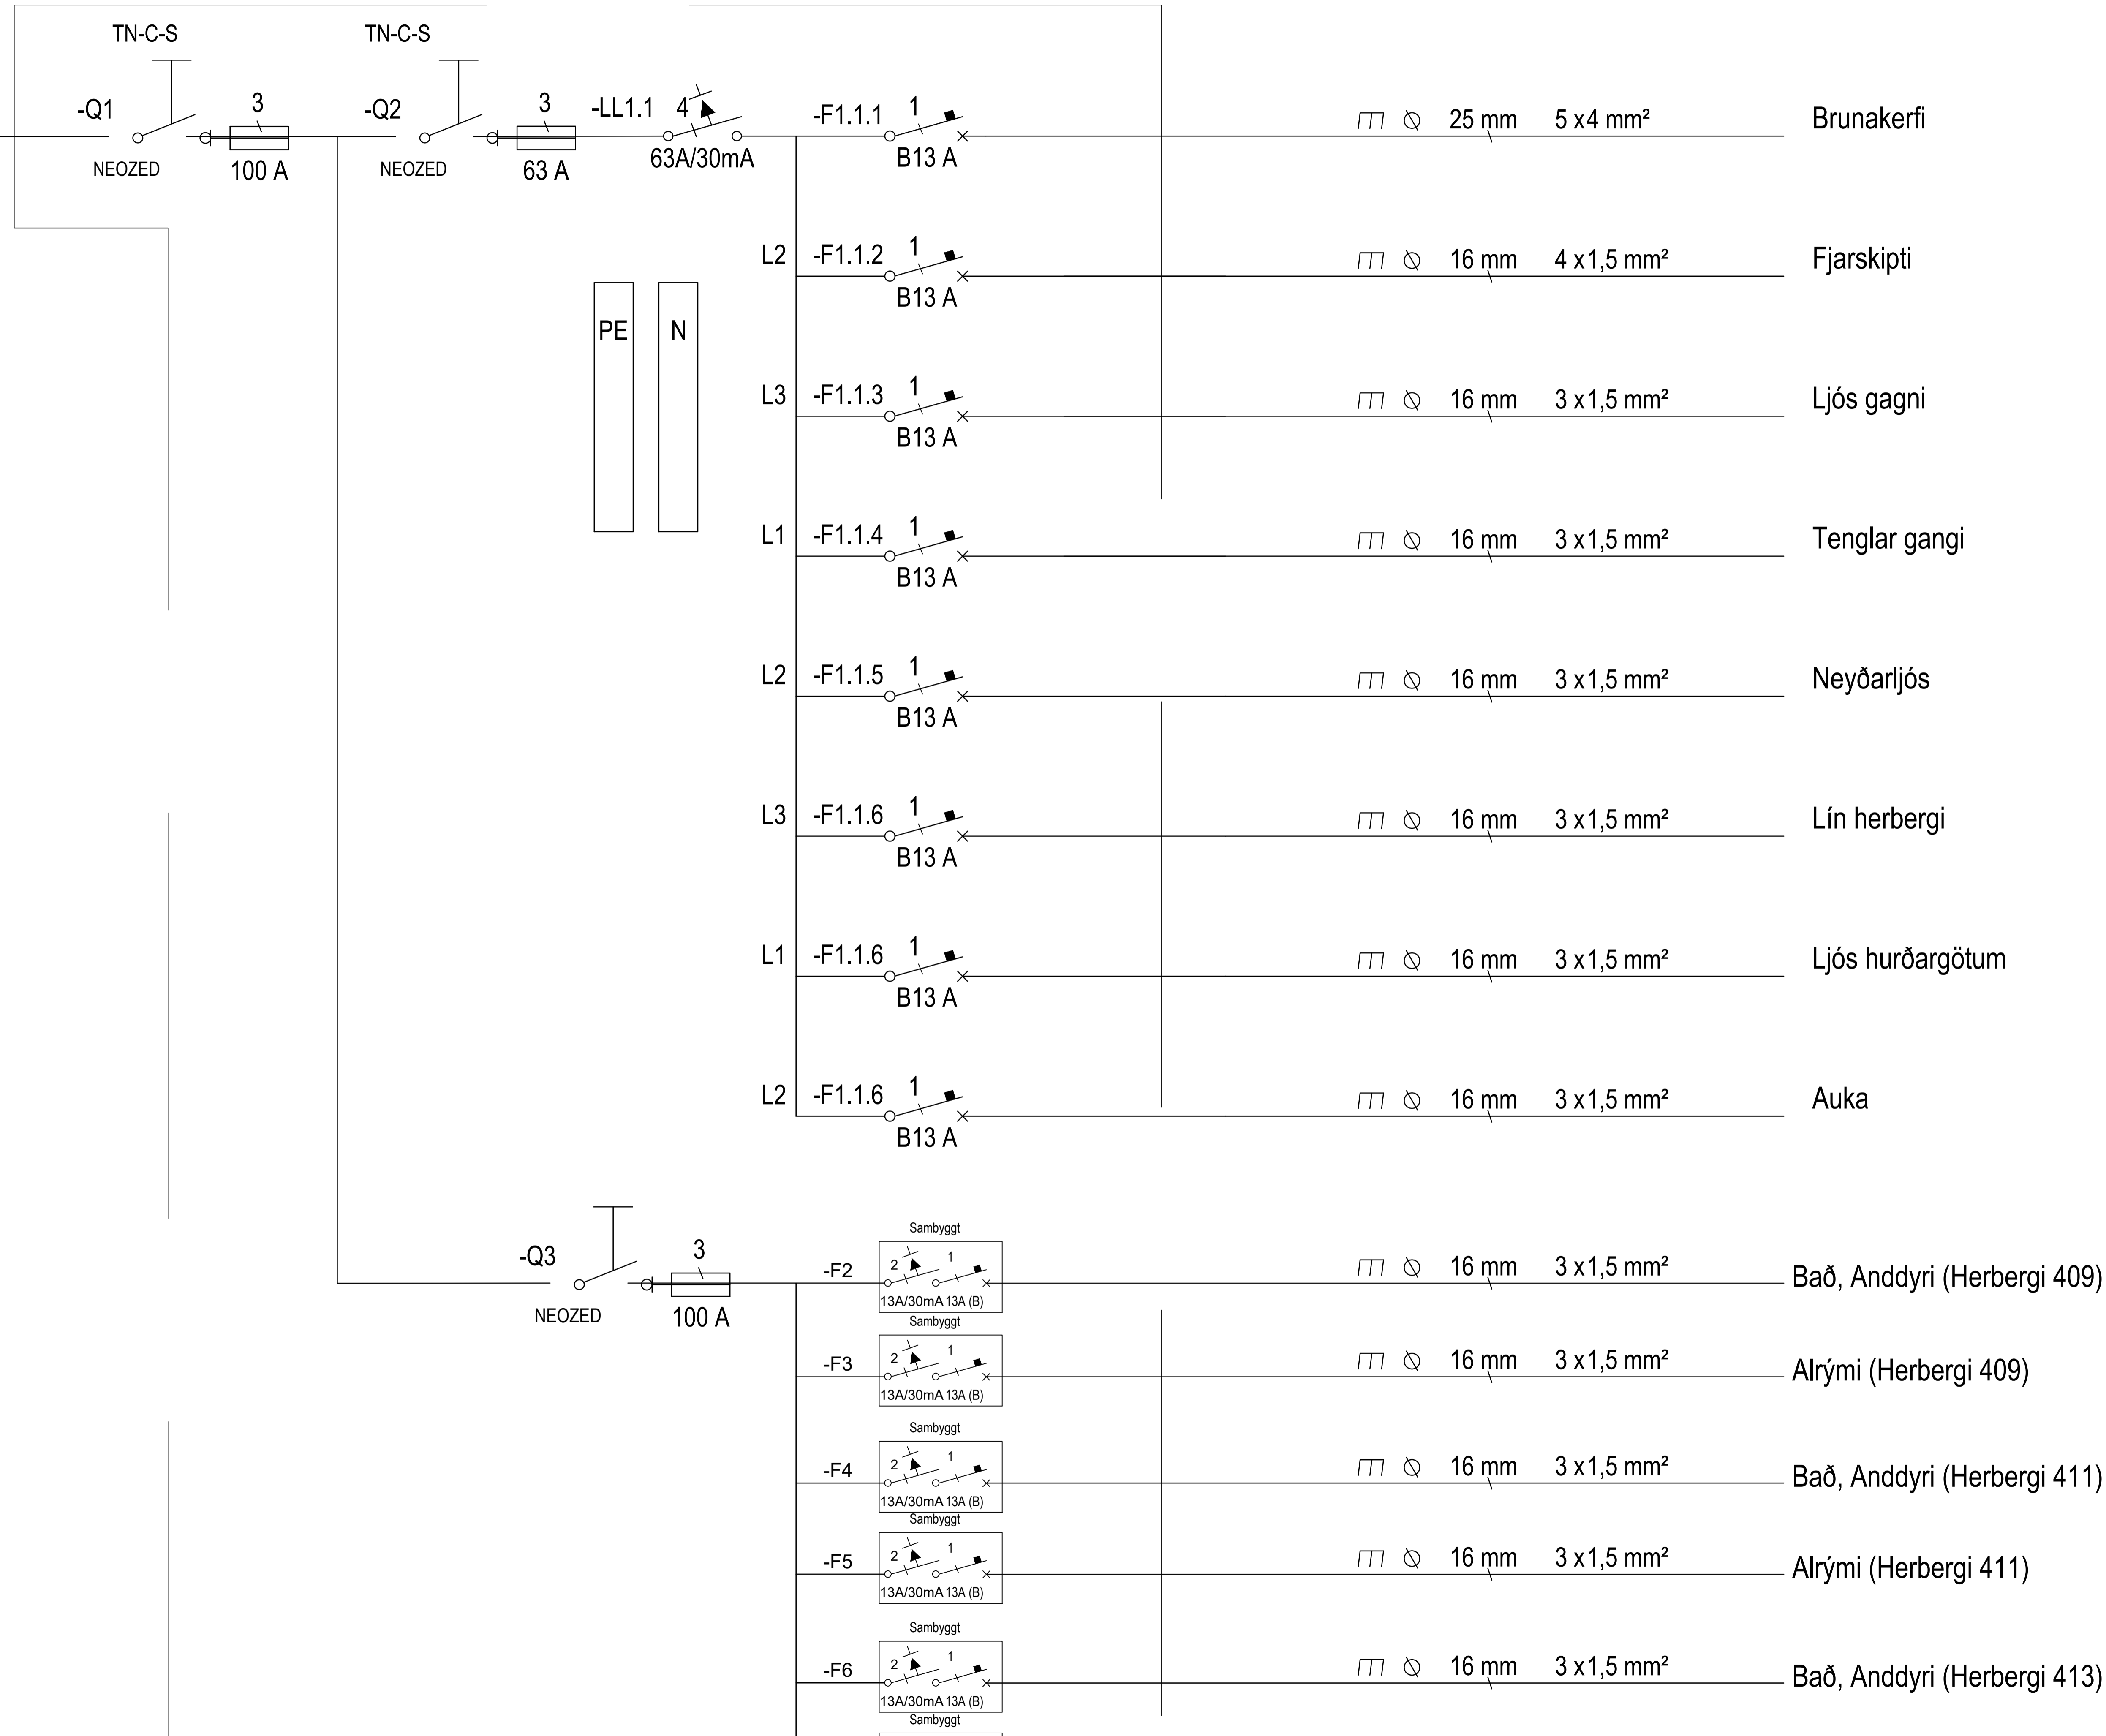 TN-C-S TN-C-S
-Q1 3 -Q2 3 -LL1.1 4 -F1.1.1 1 25 mm 5 x4 mm² Brunakerfi
NEOZED 100 A NEOZED 63 A 63A/30mA B13 A
L2 -F1.1.2 1 16 mm 4 x1,5 mm² Fjarskipti
B13 A
PE N
L3 -F1.1.3 1 16 mm 3 x1,5 mm² Ljós gagni
B13 A
L1 -F1.1.4 1 16 mm 3 x1,5 mm² Tenglar gangi
B13 A
L2 -F1.1.5 1 16 mm 3 x1,5 mm² Neyðarljós
B13 A
L3 -F1.1.6 1 16 mm 3 x1,5 mm² Lín herbergi
B13 A
L1 -F1.1.6 1 16 mm 3 x1,5 mm² Ljós hurðargötum
B13 A
L2 -F1.1.6 1 16 mm 3 x1,5 mm² Auka
B13 A
Sambyggt
-Q3 3 -F2 2 1 16 mm 3 x1,5 mm² Bað, Anddyri (Herbergi 409)
NEOZED 100 A 13A/30mA 13A (B)
Sambyggt
-F3 2 1 16 mm 3 x1,5 mm² Alrými (Herbergi 409)
13A/30mA 13A (B)
Sambyggt
-F4 2 1 16 mm 3 x1,5 mm² Bað, Anddyri (Herbergi 411)
13A/30mA 13A (B)
Sambyggt
-F5 2 1 16 mm 3 x1,5 mm² Alrými (Herbergi 411)
13A/30mA 13A (B)
Sambyggt
-F6 2 1 16 mm 3 x1,5 mm² Bað, Anddyri (Herbergi 413)
13A/30mA 13A (B)
Sambyggt